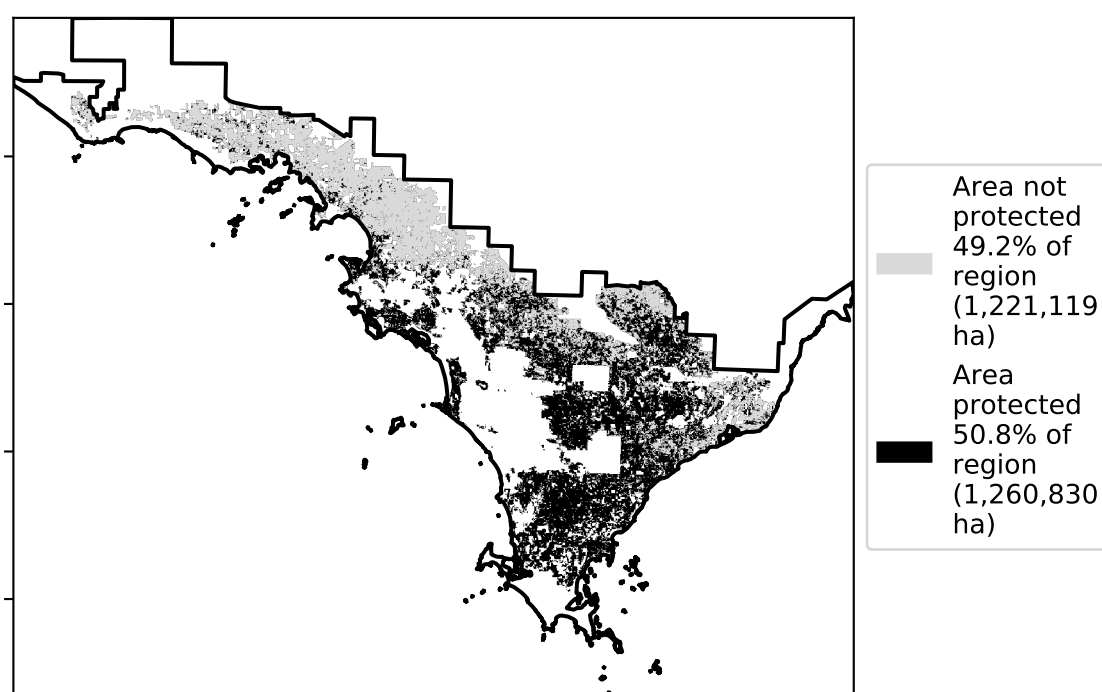 Area not
protected
49.2% of
region
(1,221,119
ha)
Area
protected
50.8% of
region
(1,260,830
ha)